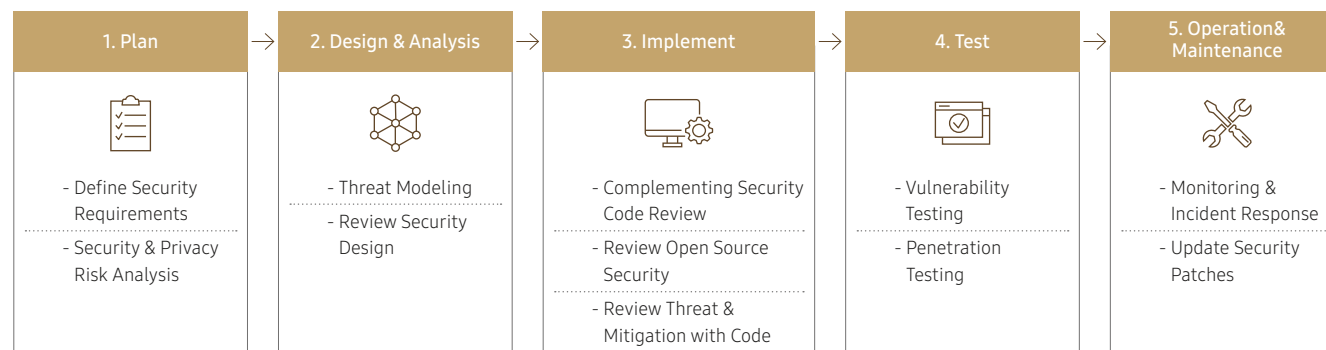 1. Plan
2. Design & Analysis
3. Implement
4. Test
5. Operation&
Maintenance
- Define Security
Requirements
- Security & Privacy
Risk Analysis
- Threat Modeling
- Review Security
Design
- Complementing Security
Code Review
- Review Open Source
Security
- Review Threat &
Mitigation with Code
- Vulnerability
Testing
- Penetration
Testing
- Monitoring &
Incident Response
- Update Security
Patches